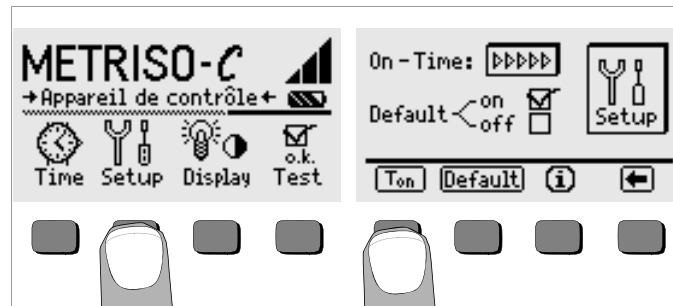 METRISO-C
→Appareil de contrôle←
Time Setup Display o.k. Test
On-Time: ▷▷▷▷▷
Default on
off
Setup
Ton Default i ←